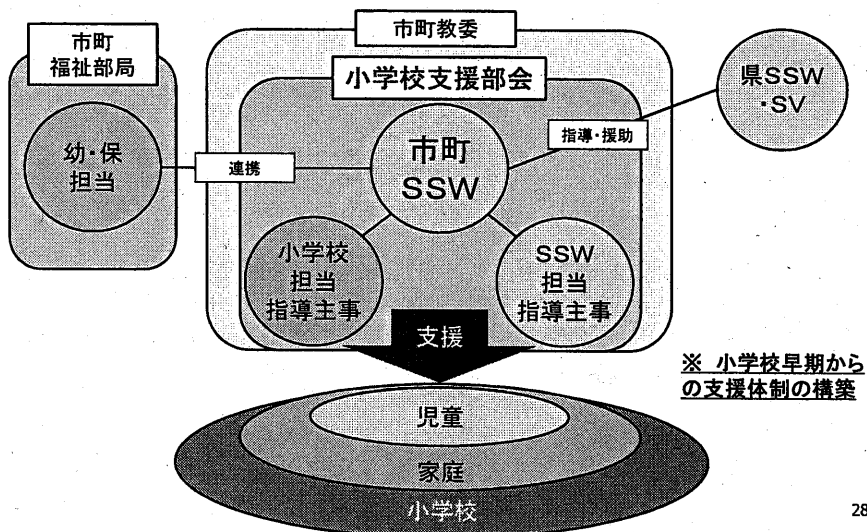 市町教委
市町
福祉部局
小学校支援部会
県SSW
・SV
指導・援助
幼・保
担当
連携
市町
SSW
小学校
担当
指導主事
SSW
担当
指導主事
支援
※ 小学校早期から
の支援体制の構築
児童
家庭
小学校
28